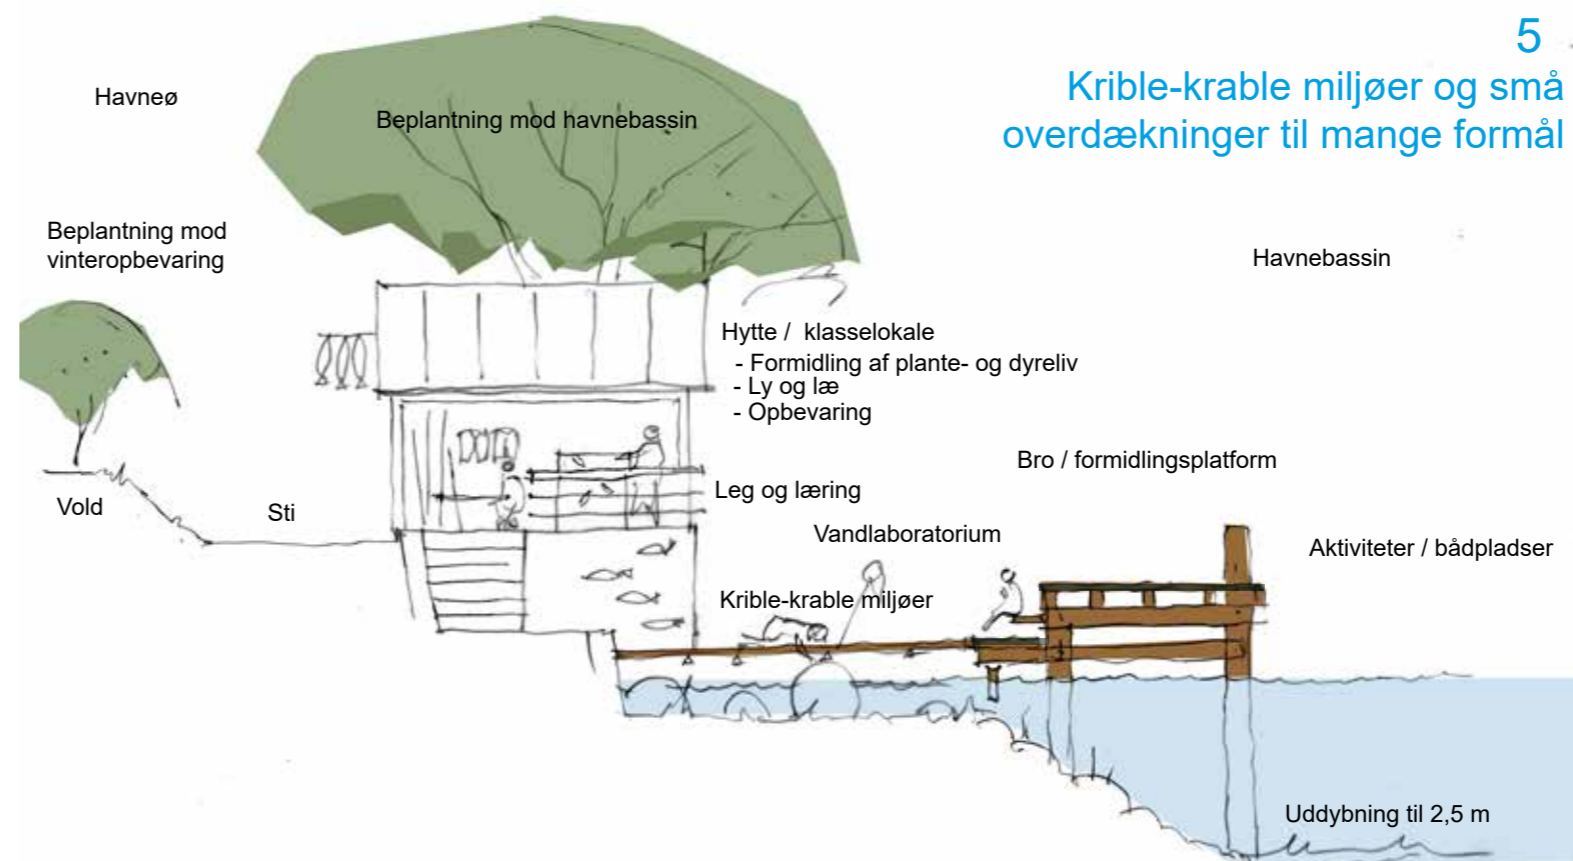 5
Krible-krable miljøer og små
overdækninger til mange formål
Havneø
Beplantning mod havnebassin
Beplantning mod
vinteropbevaring
Havnebassin
Hytte / klasselokale
- Formidling af plante- og dyreliv
- Ly og læ
- Opbevaring
Bro / formidlingsplatform
Leg og læring
Vold
Sti
Vandlaboratorium
Aktiviteter / bådpladser
Krible-krable miljøer
Uddybning til 2,5 m